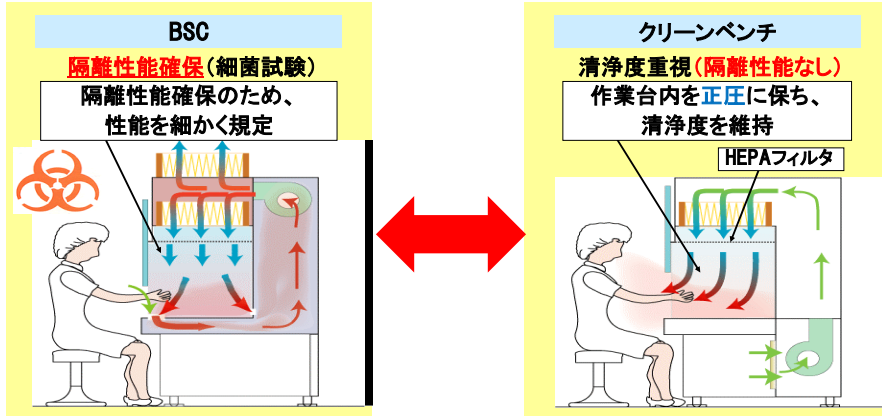 BSC
隔離性能確保(細菌試験)
隔離性能確保のため、
性能を細かく規定
クリーンベンチ
清浄度重視(隔離性能なし)
作業台内を正圧に保ち、
清浄度を維持
HEPAフィルタ